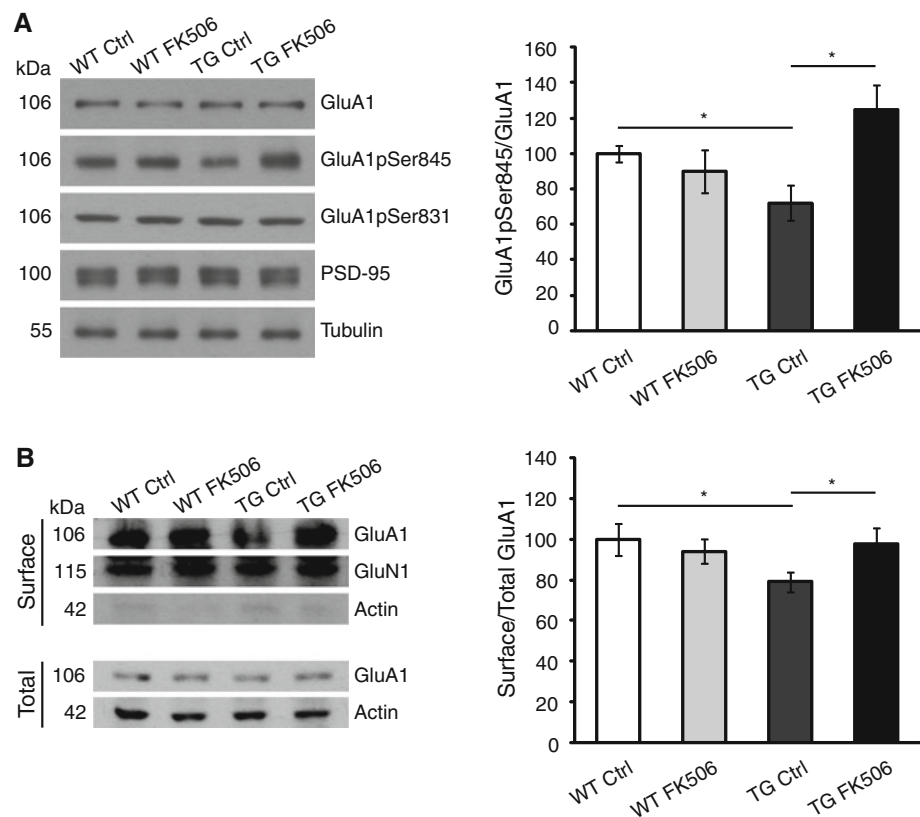 A
WT Ctrl
WT FK506
TG Ctrl
TG FK506
kDa
106 GluA1
106 GluA1pSer845
106 GluA1pSer831
100 PSD-95
55 Tubulin
GluA1pSer845/GluA1
160
140
120
100
80
60
40
20
0
*
*
WT Ctrl
WT FK506
TG Ctrl
TG FK506
B
WT Ctrl
WT FK506
TG Ctrl
TG FK506
kDa
Surface
106 GluA1
115 GluN1
42 Actin
Total
106 GluA1
42 Actin
Surface/Total GluA1
140
120
100
80
60
40
20
0
*
*
WT Ctrl
WT FK506
TG Ctrl
TG FK506